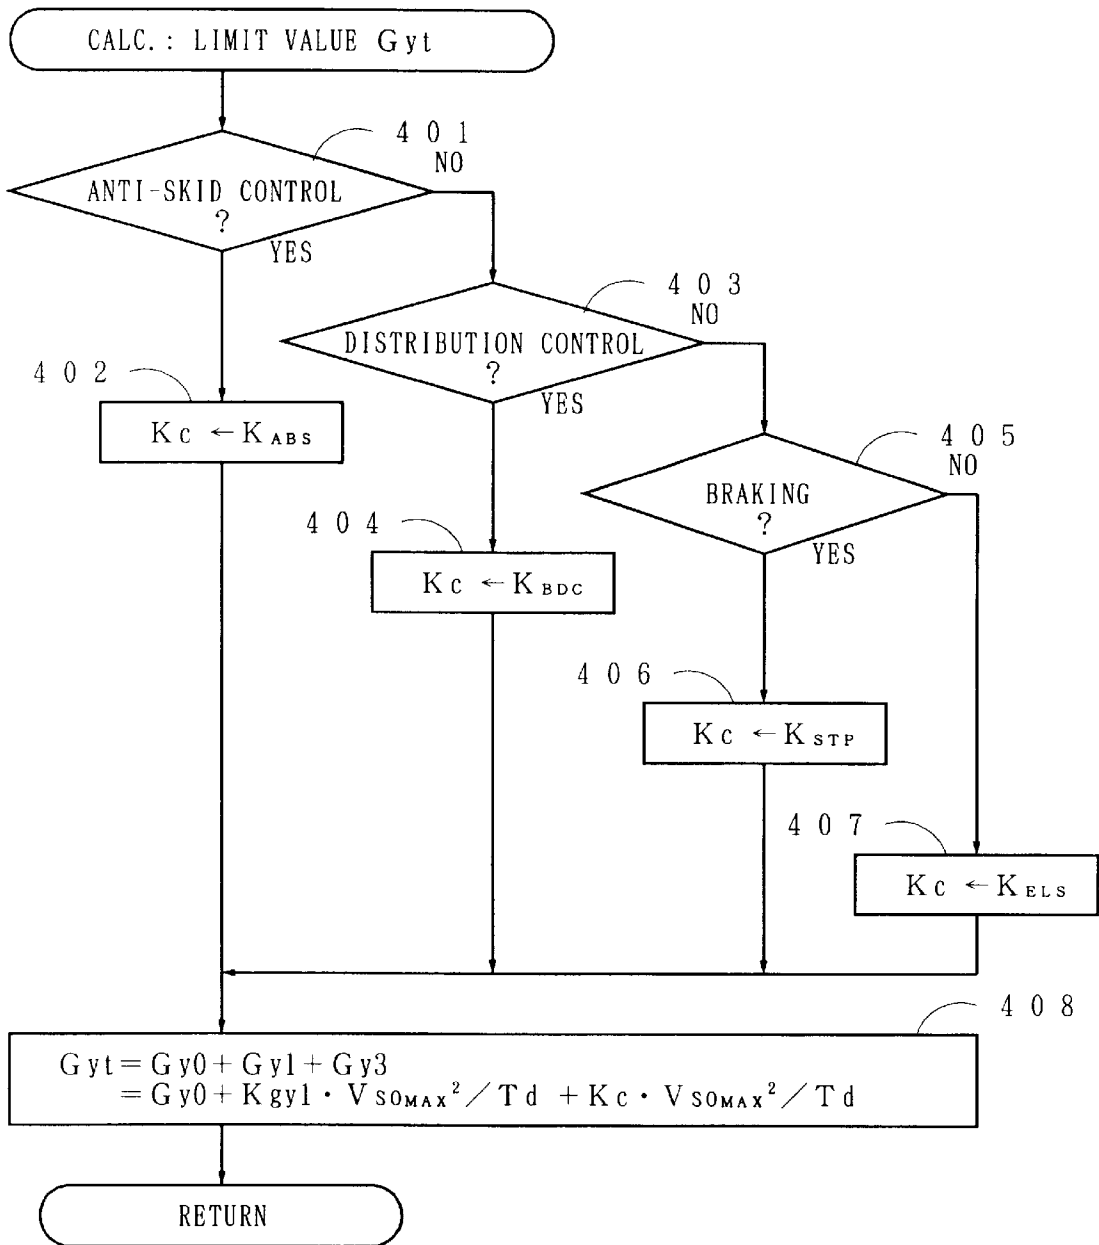 CALC.: LIMIT VALUE Gyt
401
NO
ANTI-SKID CONTROL
?
YES
403
NO
DISTRIBUTION CONTROL
?
YES
402
Kc ← KABS
405
NO
BRAKING
?
YES
404
Kc ← KBDC
406
Kc ← KSTP
407
Kc ← KELS
408
Gyt = Gy0 + Gy1 + Gy3
= Gy0 + Kgy1 · VSOMAX² / Td + Kc · VSOMAX² / Td
RETURN